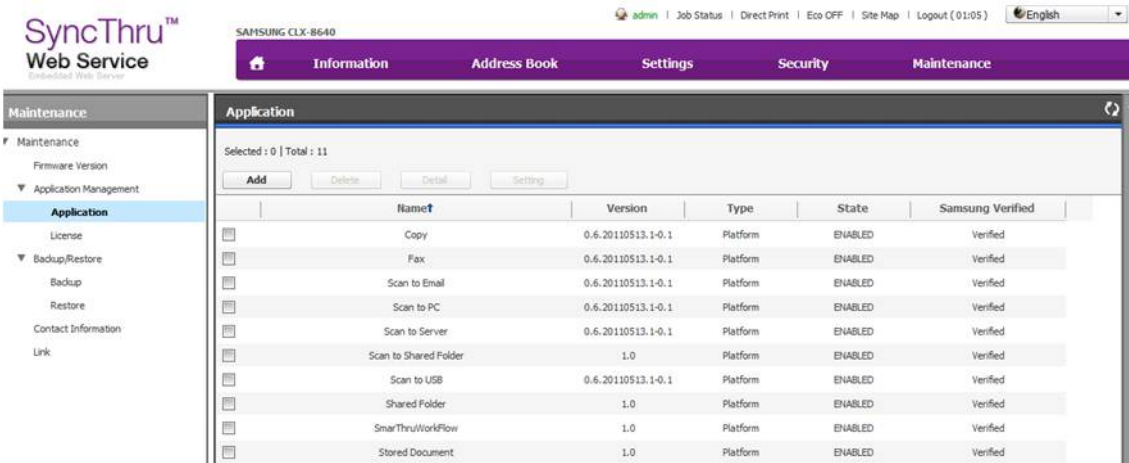 SyncThru™
Web Service
Embedded Web Server
admin | Job Status | Direct Print | Eco OFF | Site Map | Logout ( 01:05 )
English
SAMSUNG CLX-8640
Information Address Book Settings Security Maintenance
Maintenance
Maintenance
Firmware Version
Application Management
Application
License
Backup/Restore
Backup
Restore
Contact Information
Link
Application
Selected : 0 | Total : 11
Add Delete Detail Setting
Name↑ Version Type State Samsung Verified
Copy 0.6.20110513.1-0.1 Platform ENABLED Verified
Fax 0.6.20110513.1-0.1 Platform ENABLED Verified
Scan to Email 0.6.20110513.1-0.1 Platform ENABLED Verified
Scan to PC 0.6.20110513.1-0.1 Platform ENABLED Verified
Scan to Server 0.6.20110513.1-0.1 Platform ENABLED Verified
Scan to Shared Folder 1.0 Platform ENABLED Verified
Scan to USB 0.6.20110513.1-0.1 Platform ENABLED Verified
Shared Folder 1.0 Platform ENABLED Verified
SmarThruWorkFlow 1.0 Platform ENABLED Verified
Stored Document 1.0 Platform ENABLED Verified